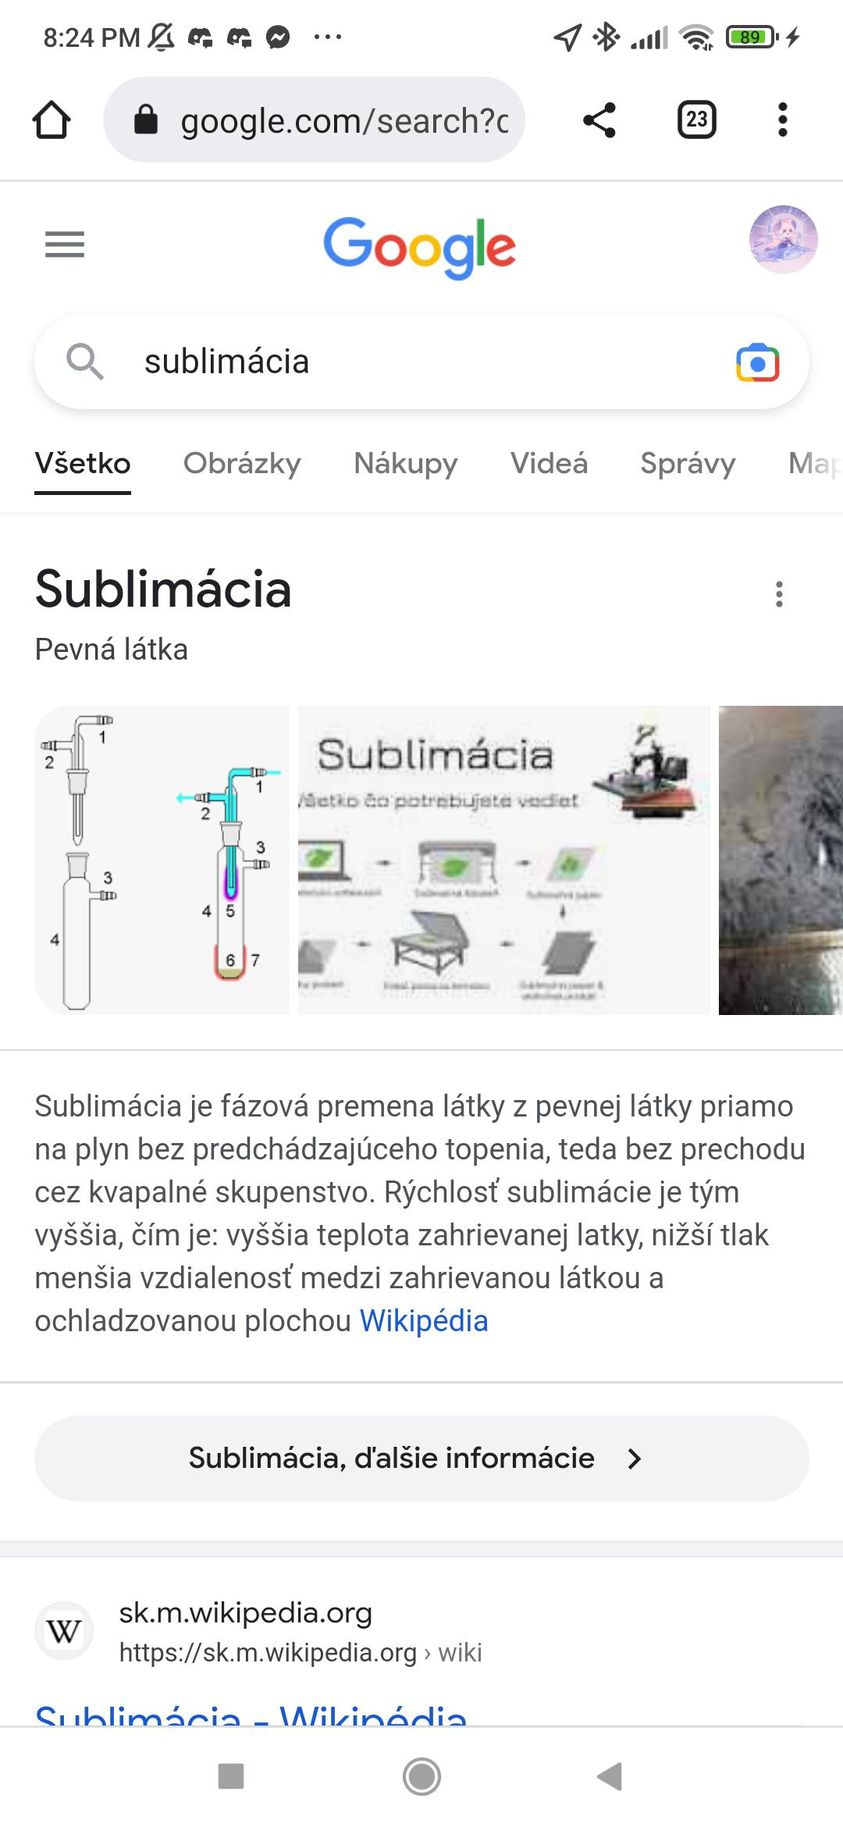 8:24 PM
89
google.com/search?c
23
Google
sublimácia
Všetko Obrázky Nákupy Videá Správy Map
Sublimácia
Pevná látka
1
2
3
4
1
2
3
4 5
6 7
Sublimácia
Všetko čo potrebujete vedieť
Sublimácia je fázová premena látky z pevnej látky priamo
na plyn bez predchádzajúceho topenia, teda bez prechodu
cez kvapalné skupenstvo. Rýchlosť sublimácie je tým
vyššia, čím je: vyššia teplota zahrievanej latky, nižší tlak
menšia vzdialenosť medzi zahrievanou látkou a
ochladzovanou plochou Wikipédia
Sublimácia, ďalšie informácie
W
sk.m.wikipedia.org
https://sk.m.wikipedia.org › wiki
Sublimácia - Wikipédia